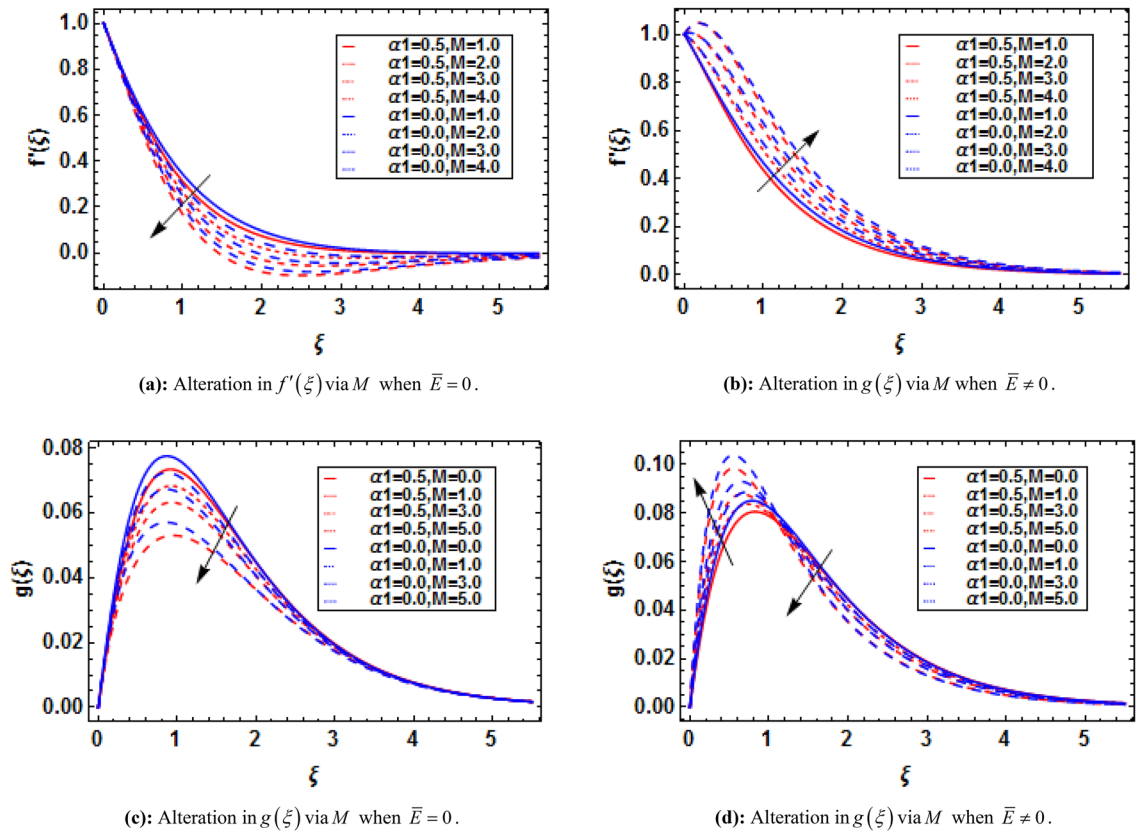 1.0
0.8
0.6
0.4
0.2
0.0
f'(ξ)
α1=0.5,M=1.0
α1=0.5,M=2.0
α1=0.5,M=3.0
α1=0.5,M=4.0
α1=0.0,M=1.0
α1=0.0,M=2.0
α1=0.0,M=3.0
α1=0.0,M=4.0
0 1 2 3 4 5
ξ
(a): Alteration in f'(ξ) via M when E̅ = 0.
1.0
0.8
0.6
0.4
0.2
0.0
f'(ξ)
α1=0.5,M=1.0
α1=0.5,M=2.0
α1=0.5,M=3.0
α1=0.5,M=4.0
α1=0.0,M=1.0
α1=0.0,M=2.0
α1=0.0,M=3.0
α1=0.0,M=4.0
0 1 2 3 4 5
ξ
(b): Alteration in g(ξ) via M when E̅ ≠ 0.
0.08
0.06
0.04
0.02
0.00
g(ξ)
α1=0.5,M=0.0
α1=0.5,M=1.0
α1=0.5,M=3.0
α1=0.5,M=5.0
α1=0.0,M=0.0
α1=0.0,M=1.0
α1=0.0,M=3.0
α1=0.0,M=5.0
0 1 2 3 4 5
ξ
(c): Alteration in g(ξ) via M when E̅ = 0.
0.10
0.08
0.06
0.04
0.02
0.00
g(ξ)
α1=0.5,M=0.0
α1=0.5,M=1.0
α1=0.5,M=3.0
α1=0.5,M=5.0
α1=0.0,M=0.0
α1=0.0,M=1.0
α1=0.0,M=3.0
α1=0.0,M=5.0
0 1 2 3 4 5
ξ
(d): Alteration in g(ξ) via M when E̅ ≠ 0.